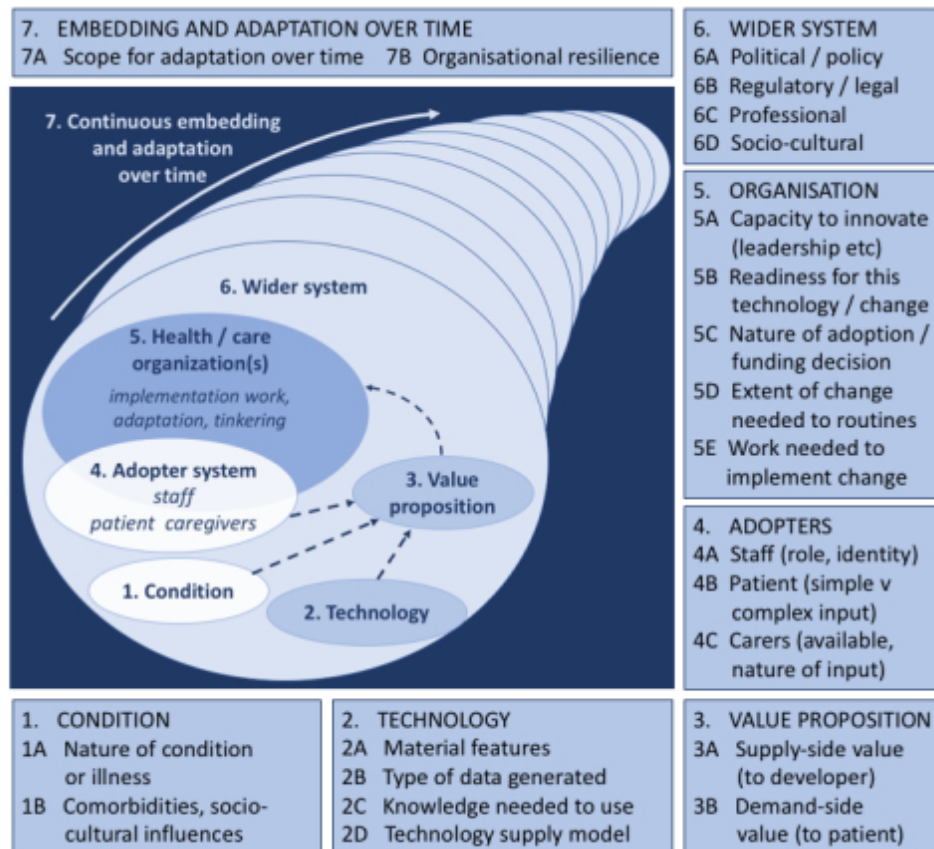 7. EMBEDDING AND ADAPTATION OVER TIME
7A Scope for adaptation over time 7B Organisational resilience
7. Continuous embedding
and adaptation
over time
6. Wider system
5. Health / care
organization(s)
implementation work,
adaptation, tinkering
4. Adopter system
staff
patient caregivers
3. Value
proposition
1. Condition
2. Technology
6. WIDER SYSTEM
6A Political / policy
6B Regulatory / legal
6C Professional
6D Socio-cultural
5. ORGANISATION
5A Capacity to innovate
(leadership etc)
5B Readiness for this
technology / change
5C Nature of adoption /
funding decision
5D Extent of change
needed to routines
5E Work needed to
implement change
4. ADOPTERS
4A Staff (role, identity)
4B Patient (simple v
complex input)
4C Carers (available,
nature of input)
1. CONDITION
1A Nature of condition
or illness
1B Comorbidities, socio-
cultural influences
2. TECHNOLOGY
2A Material features
2B Type of data generated
2C Knowledge needed to use
2D Technology supply model
3. VALUE PROPOSITION
3A Supply-side value
(to developer)
3B Demand-side
value (to patient)